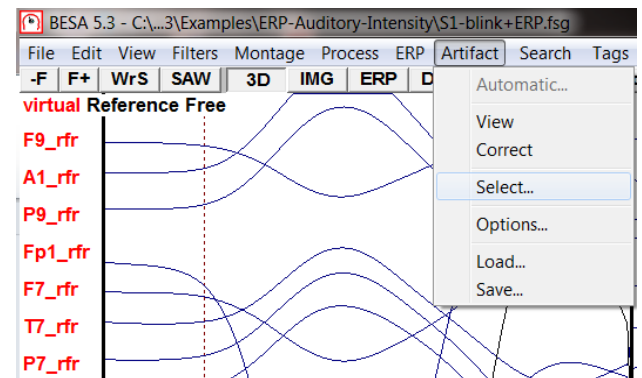 BESA 5.3 - C:\...3\Examples\ERP-Auditory-Intensity\S1-blink+ERP.fsg
File Edit View Filters Montage Process ERP Artifact Search Tags
-F F+ WrS SAW 3D IMG ERP D
Automatic...
View
Correct
Select...
Options...
Load...
Save...
virtual Reference Free
F9_rfr
A1_rfr
P9_rfr
Fp1_rfr
F7_rfr
T7_rfr
P7_rfr